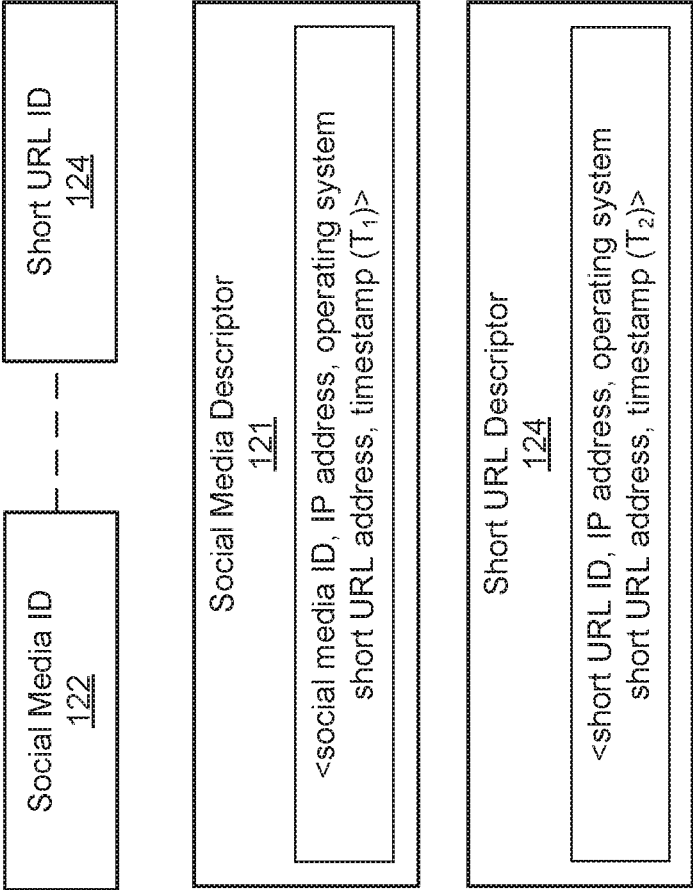 Social Media ID
122
Short URL ID
124
Social Media Descriptor
121
<social media ID, IP address, operating system
short URL address, timestamp (T₁)>
Short URL Descriptor
124
<short URL ID, IP address, operating system
short URL address, timestamp (T₂)>